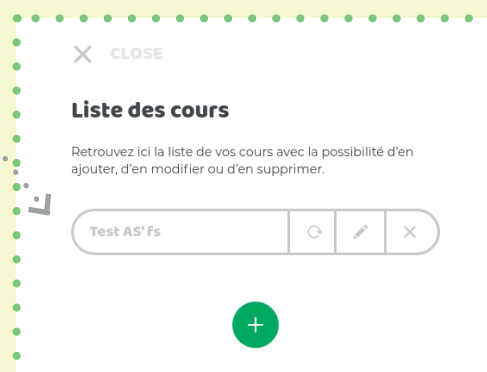 CLOSE
Liste des cours
Retrouvez ici la liste de vos cours avec la possibilité d'en
ajouter, d'en modifier ou d'en supprimer.
Test AS' fs